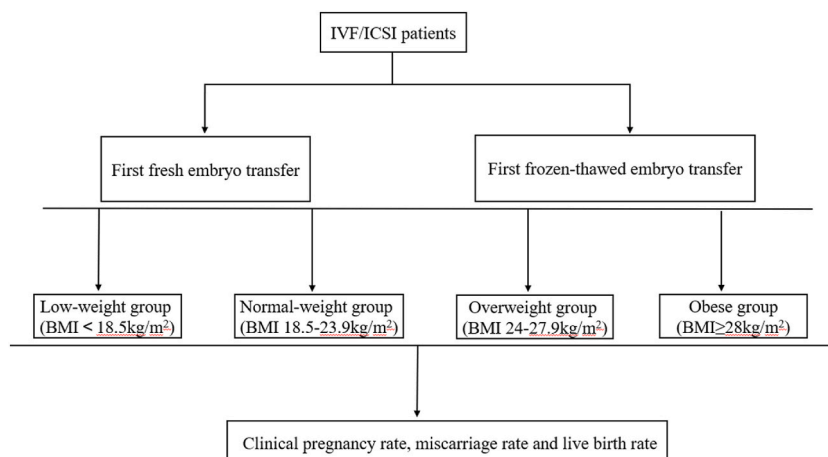 IVF/ICSI patients
First fresh embryo transfer
First frozen-thawed embryo transfer
Low-weight group
(BMI < 18.5kg/m²)
Normal-weight group
(BMI 18.5-23.9kg/m²)
Overweight group
(BMI 24-27.9kg/m²)
Obese group
(BMI≥28kg/m²)
Clinical pregnancy rate, miscarriage rate and live birth rate